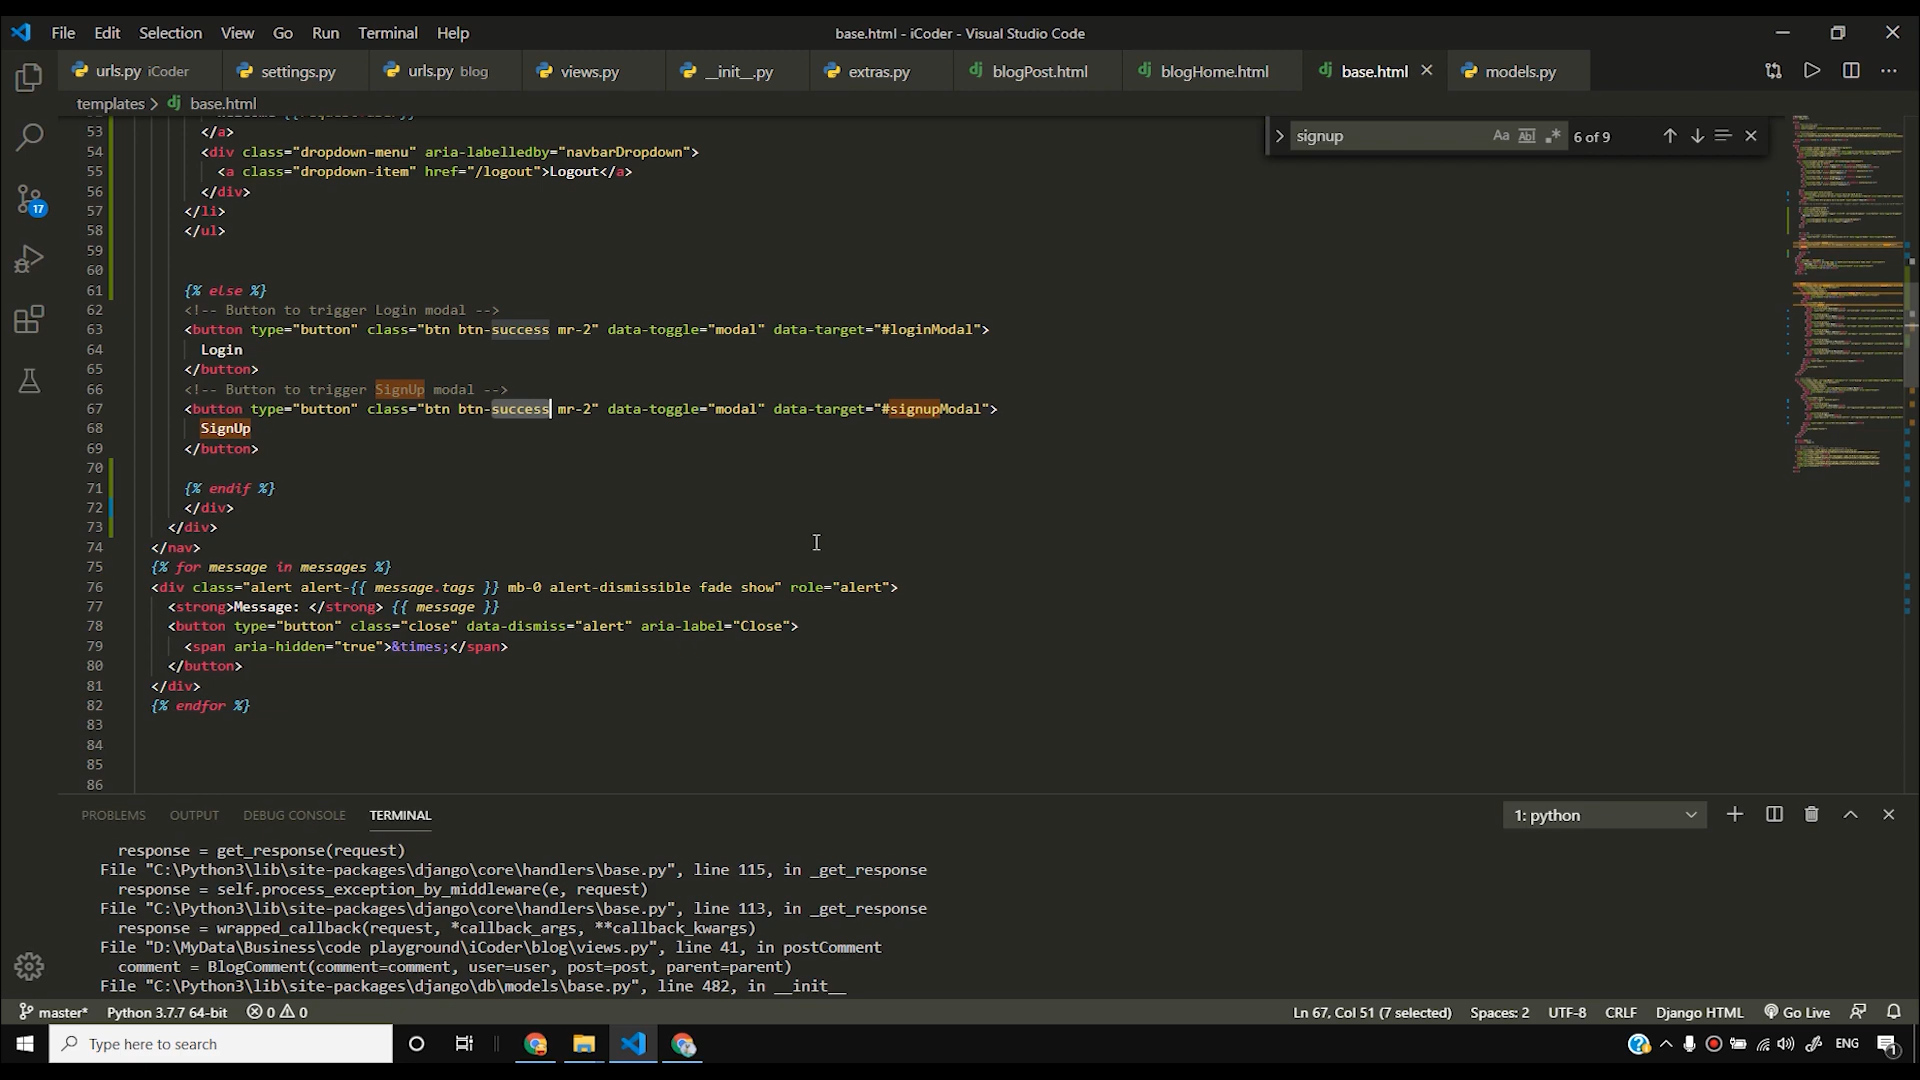 File Edit Selection View Go Run Terminal Help
base.html - iCoder - Visual Studio Code
urls.py iCoder
settings.py
urls.py blog
views.py
__init__.py
extras.py
blogPost.html
blogHome.html
base.html
models.py
templates > base.html
signup
Aa
Abl
6 of 9
53 </a>
54 <div class="dropdown-menu" aria-labelledby="navbarDropdown">
55 <a class="dropdown-item" href="/logout">Logout</a>
56 </div>
57 </li>
58 </ul>
59
60
61 {% else %}
62 <!-- Button to trigger Login modal -->
63 <button type="button" class="btn btn-success mr-2" data-toggle="modal" data-target="#loginModal">
64 Login
65 </button>
66 <!-- Button to trigger SignUp modal -->
67 <button type="button" class="btn btn-success mr-2" data-toggle="modal" data-target="#signupModal">
68 SignUp
69 </button>
70
71 {% endif %}
72 </div>
73 </div>
74 </nav>
75 {% for message in messages %}
76 <div class="alert alert-{{ message.tags }} mb-0 alert-dismissible fade show" role="alert">
77 <strong>Message: </strong> {{ message }}
78 <button type="button" class="close" data-dismiss="alert" aria-label="Close">
79 <span aria-hidden="true">&times;</span>
80 </button>
81 </div>
82 {% endfor %}
83
84
85
86
PROBLEMS OUTPUT DEBUG CONSOLE TERMINAL
1: python
response = get_response(request)
File "C:\Python3\lib\site-packages\django\core\handlers\base.py", line 115, in _get_response
response = self.process_exception_by_middleware(e, request)
File "C:\Python3\lib\site-packages\django\core\handlers\base.py", line 113, in _get_response
response = wrapped_callback(request, *callback_args, **callback_kwargs)
File "D:\MyData\Business\code playground\iCoder\blog\views.py", line 41, in postComment
comment = BlogComment(comment=comment, user=user, post=post, parent=parent)
File "C:\Python3\lib\site-packages\django\db\models\base.py", line 482, in __init__
17
master* Python 3.7.7 64-bit 0 0
Ln 67, Col 51 (7 selected) Spaces: 2 UTF-8 CRLF Django HTML Go Live
Type here to search
ENG
1